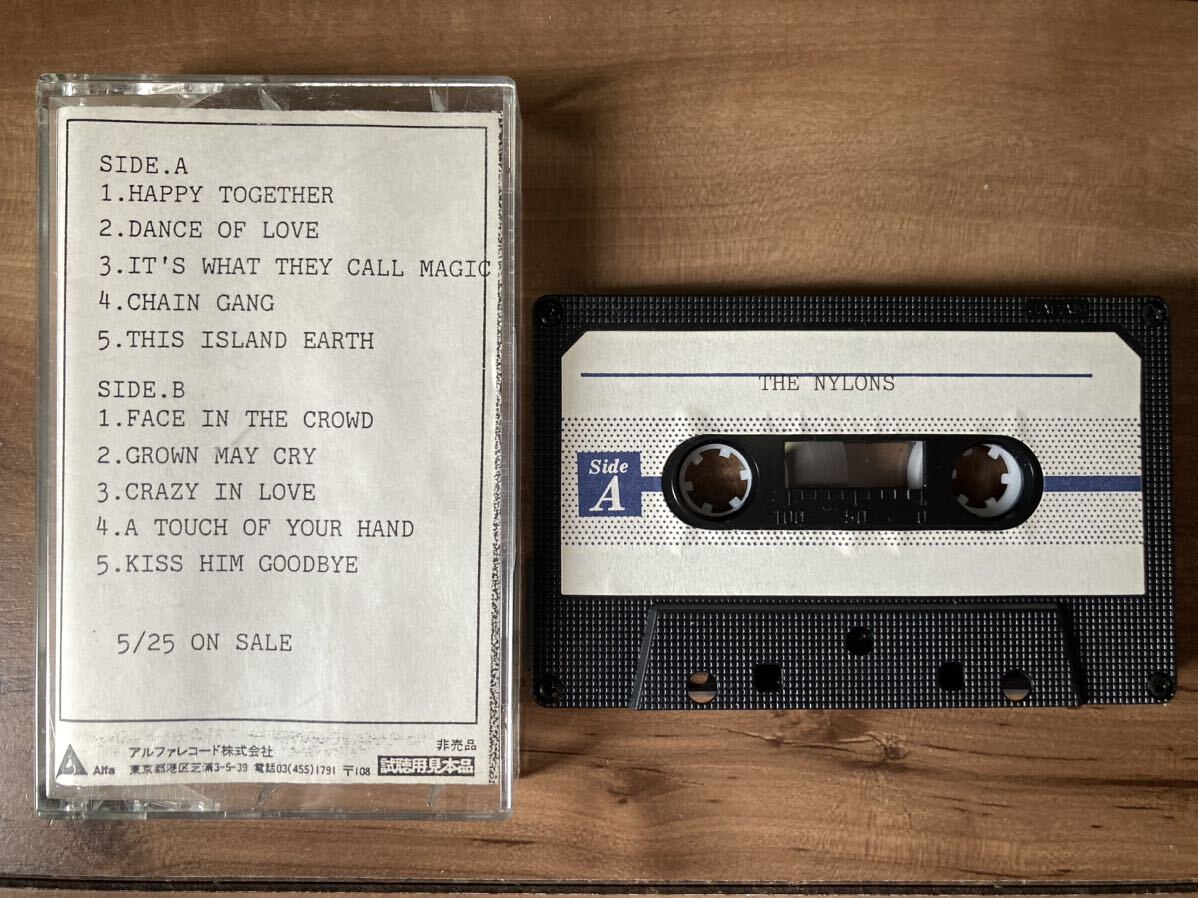 SIDE.A
1.HAPPY TOGETHER
2.DANCE OF LOVE
3.IT'S WHAT THEY CALL MAGIC
4.CHAIN GANG
5.THIS ISLAND EARTH
SIDE.B
1.FACE IN THE CROWD
2.GROWN MAY CRY
3.CRAZY IN LOVE
4.A TOUCH OF YOUR HAND
5.KISS HIM GOODBYE
5/25 ON SALE
アルファレコード株式会社
非売品
Alfa 東京都港区芝浦3-5-39 電話03(455)1791 〒108 試聴用見本品
THE NYLONS
Side
A
100 50 0